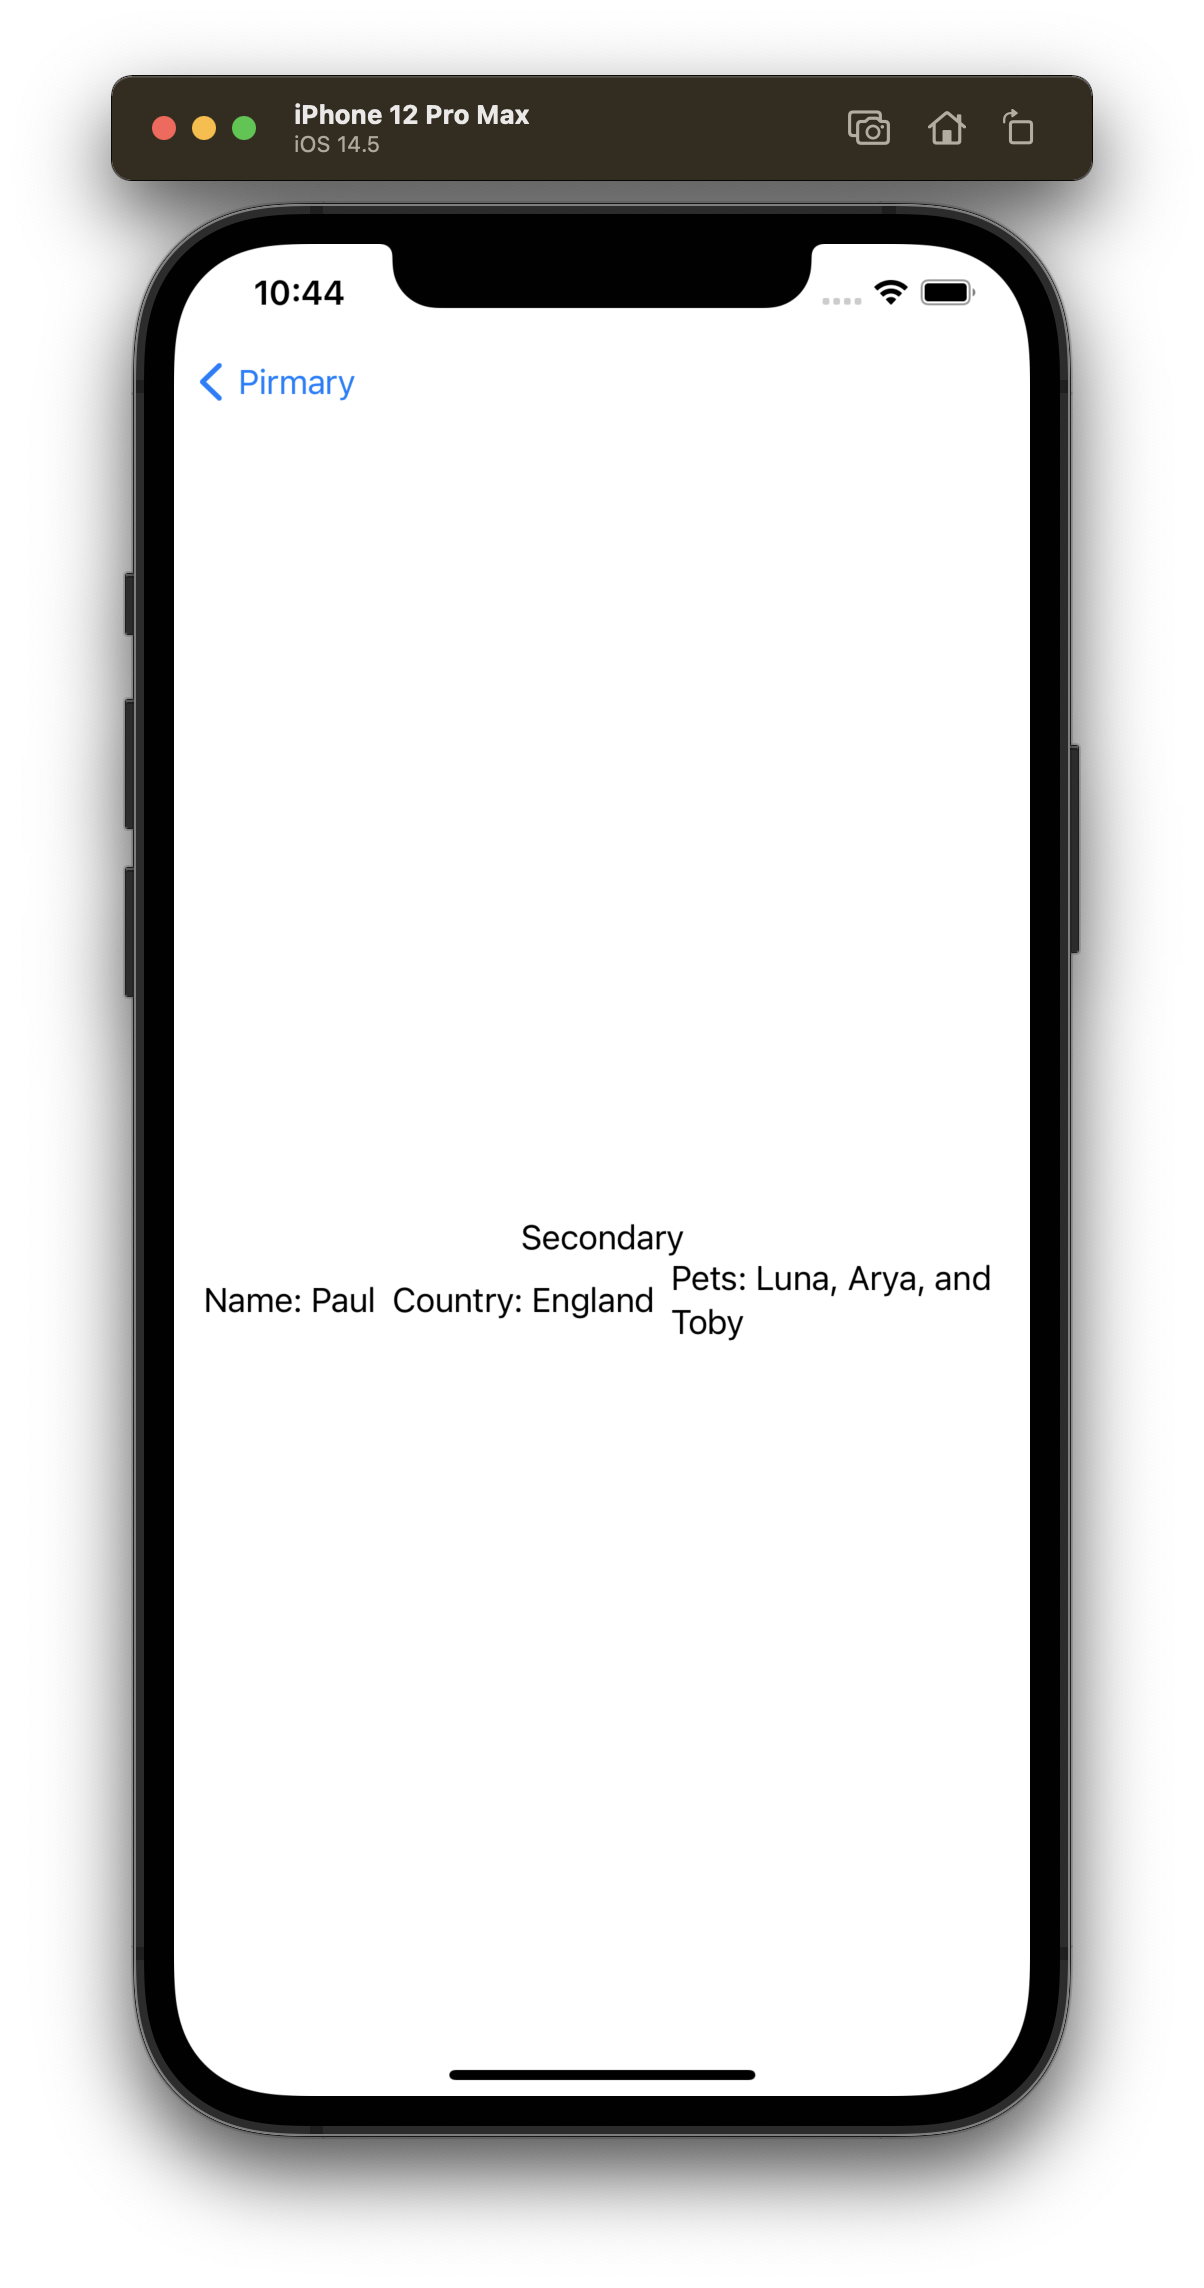 iPhone 12 Pro Max
iOS 14.5
10:44
Pirmary
Secondary
Name: Paul
Country: England
Pets: Luna, Arya, and
Toby